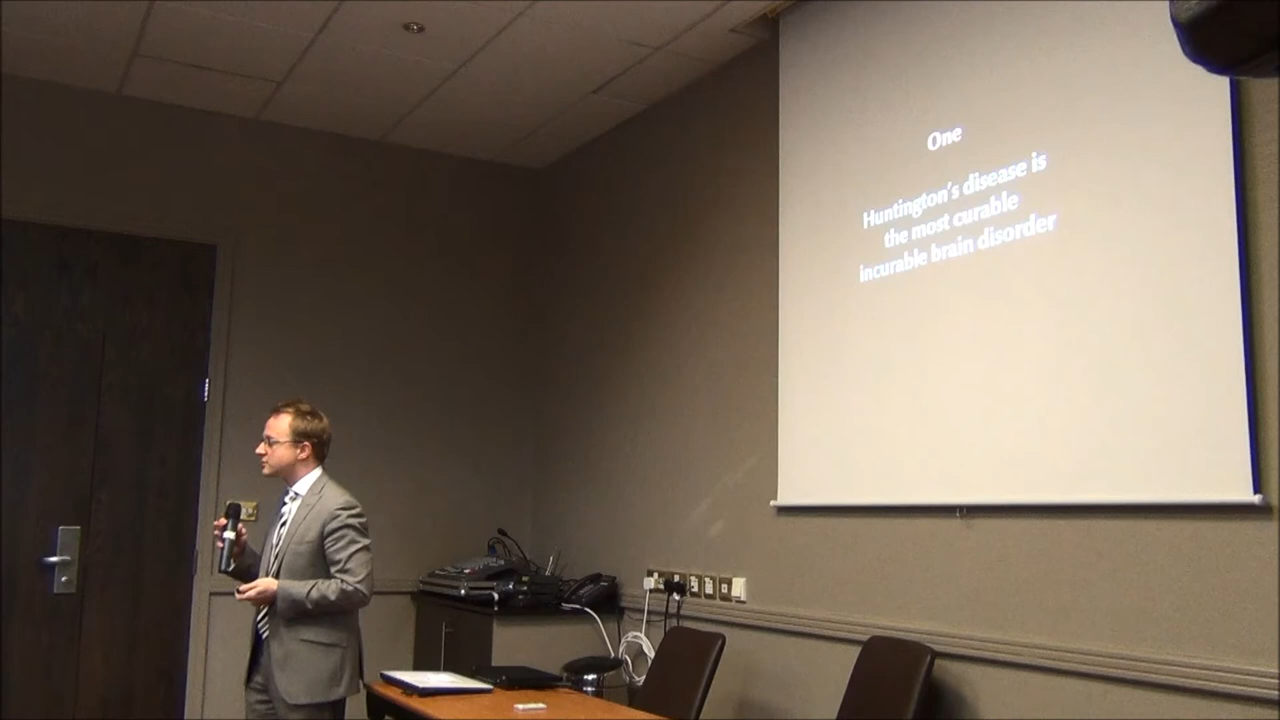 One
Huntington's disease is
the most curable
incurable brain disorder